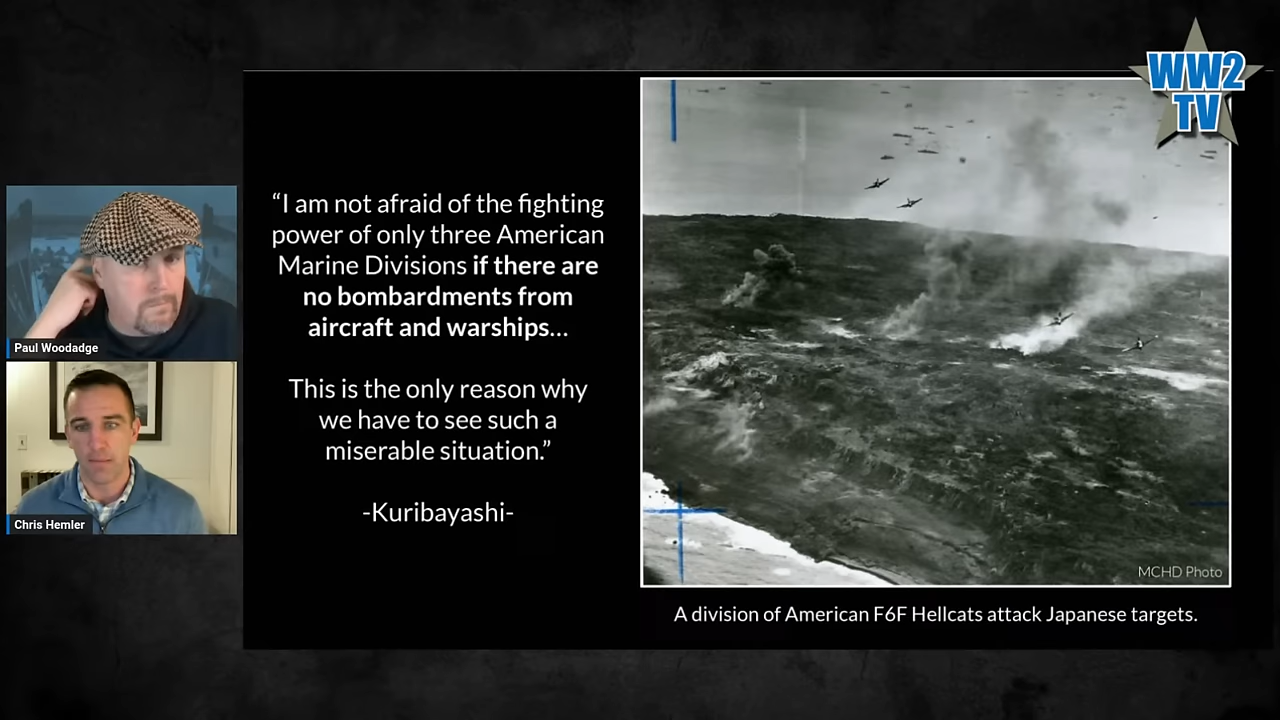 WW2
TV
“I am not afraid of the fighting
power of only three American
Marine Divisions if there are
no bombardments from
aircraft and warships…
This is the only reason why
we have to see such a
miserable situation.”
-Kuribayashi-
Paul Woodadge
Chris Hemler
MCHD Photo
A division of American F6F Hellcats attack Japanese targets.